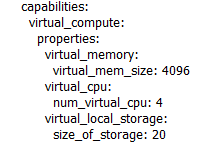 capabilities:
virtual_compute:
properties:
virtual_memory:
virtual_mem_size: 4096
virtual_cpu:
num_virtual_cpu: 4
virtual_local_storage:
size_of_storage: 20